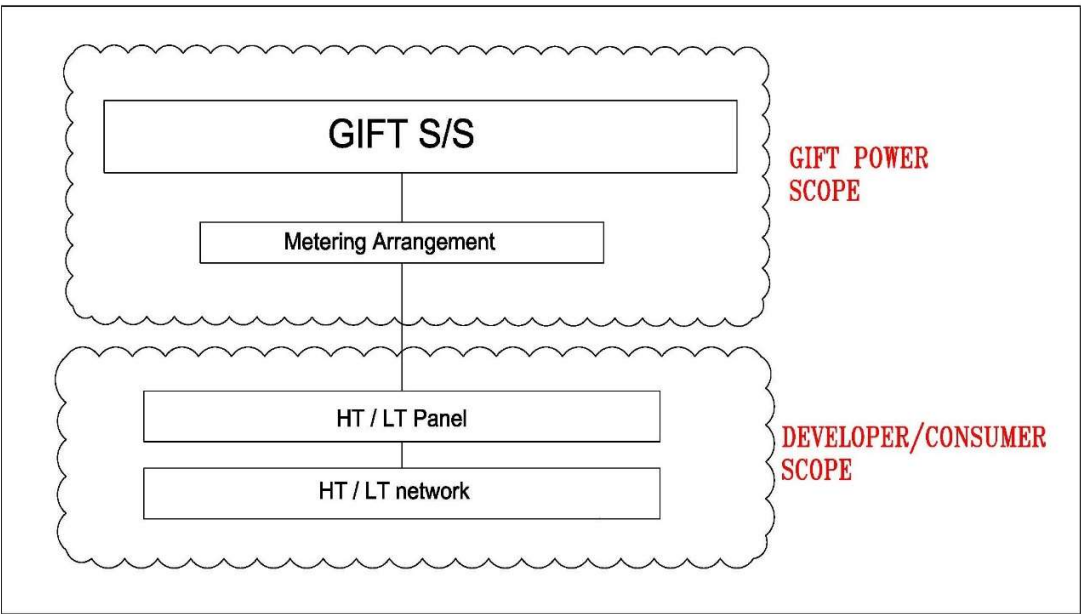 GIFT S/S
GIFT POWER
SCOPE
Metering Arrangement
HT / LT Panel
DEVELOPER/CONSUMER
SCOPE
HT / LT network